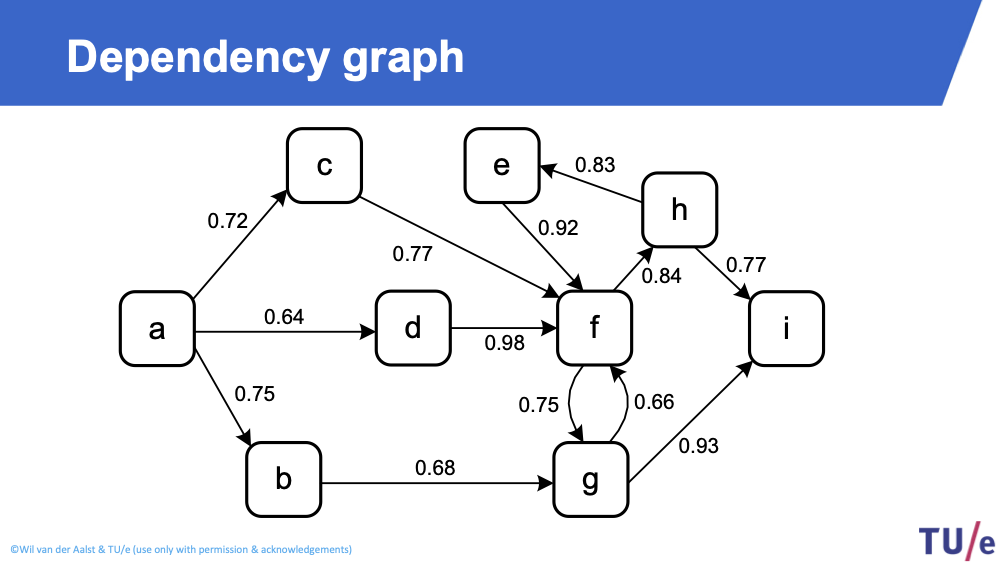 Dependency graph
c
e
0.83
h
0.72
0.92
0.77
0.84
0.77
a
0.64
d
0.98
f
i
0.75
0.75
0.66
0.93
b
0.68
g
©Wil van der Aalst & TU/e (use only with permission & acknowledgements)
TU/e